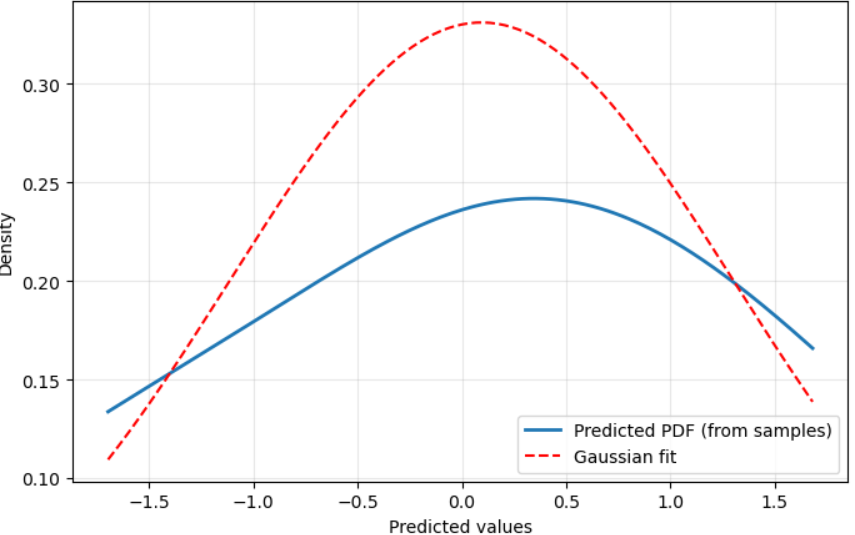 Density
0.30
0.25
0.20
0.15
0.10
Predicted PDF (from samples)
Gaussian fit
−1.5 −1.0 −0.5 0.0 0.5 1.0 1.5
Predicted values